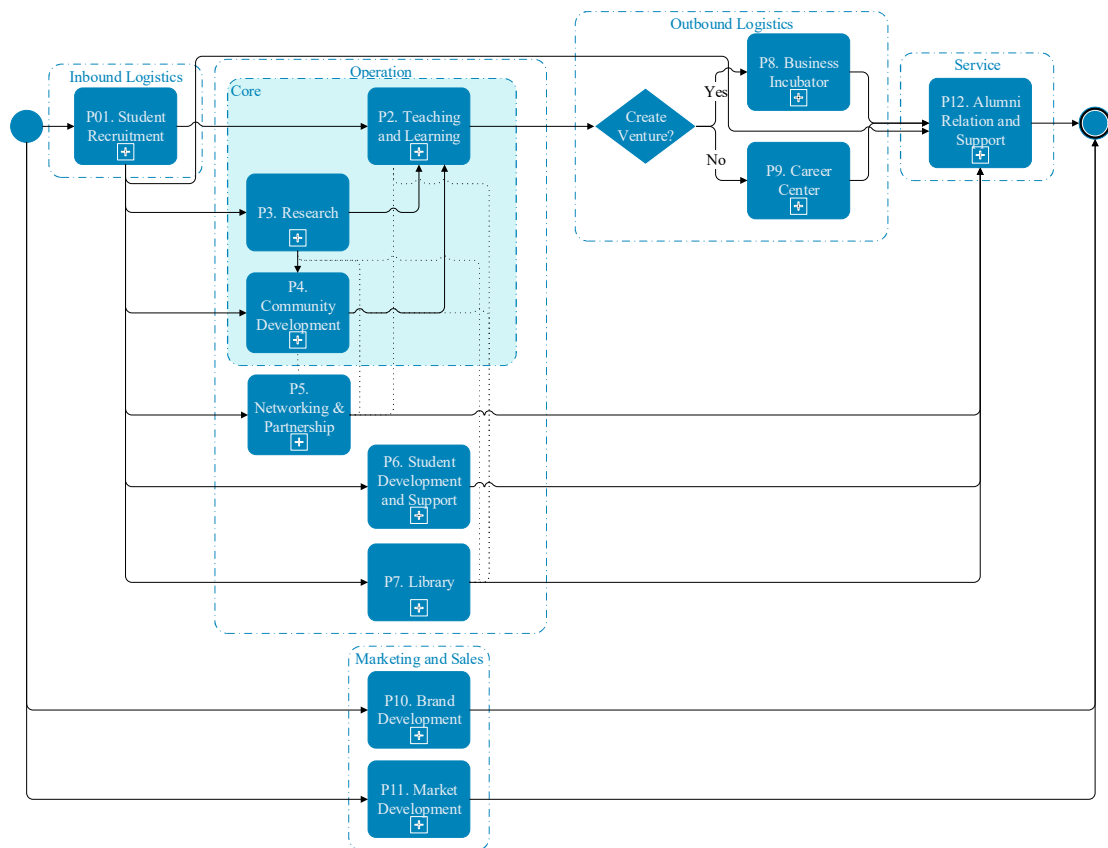 Outbound Logistics
Inbound Logistics
Operation
Service
Core
P01. Student
Recruitment
P2. Teaching
and Learning
Create
Venture?
Yes
No
P8. Business
Incubator
P9. Career
Center
P12. Alumni
Relation and
Support
P3. Research
P4.
Community
Development
P5.
Networking &
Partnership
P6. Student
Development
and Support
P7. Library
Marketing and Sales
P10. Brand
Development
P11. Market
Development